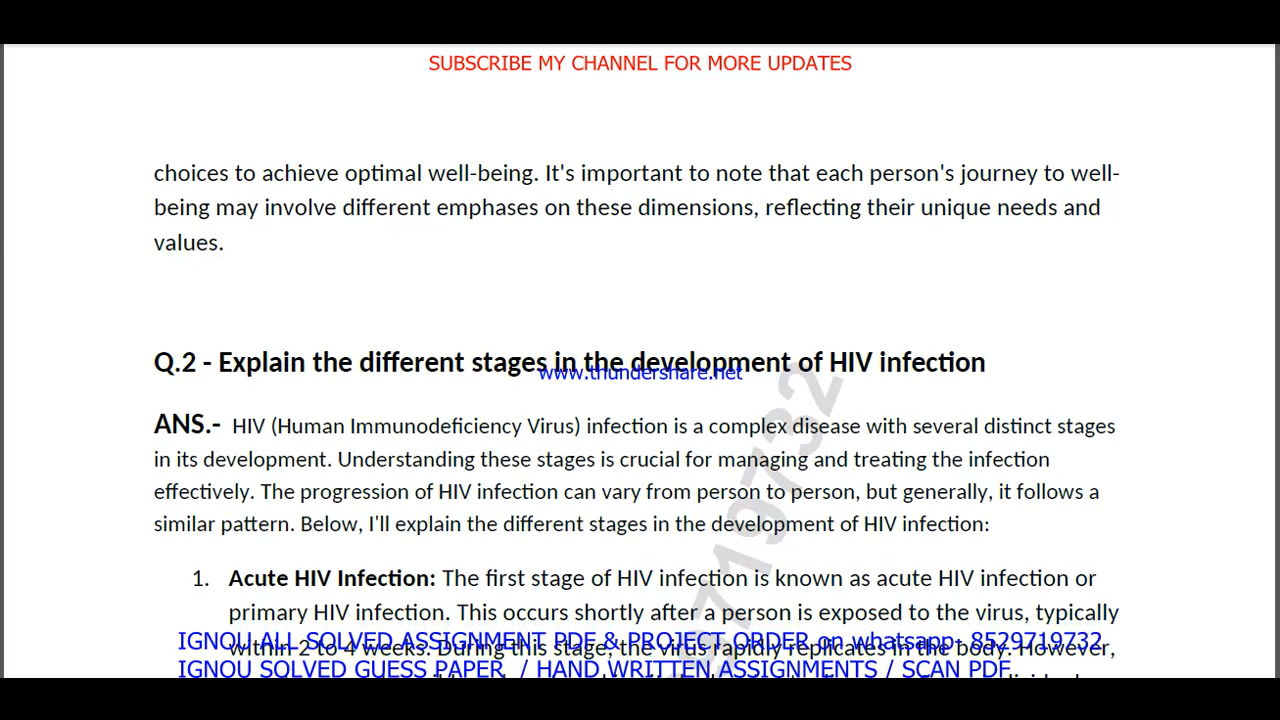 SUBSCRIBE MY CHANNEL FOR MORE UPDATES
choices to achieve optimal well-being. It's important to note that each person's journey to well-
being may involve different emphases on these dimensions, reflecting their unique needs and
values.
Q.2 - Explain the different stages in the development of HIV infection
www.thundershare.net
ANS.- HIV (Human Immunodeficiency Virus) infection is a complex disease with several distinct stages
in its development. Understanding these stages is crucial for managing and treating the infection
effectively. The progression of HIV infection can vary from person to person, but generally, it follows a
similar pattern. Below, I'll explain the different stages in the development of HIV infection:
1. Acute HIV Infection: The first stage of HIV infection is known as acute HIV infection or
primary HIV infection. This occurs shortly after a person is exposed to the virus, typically
IGNOU ALL SOLVED ASSIGNMENT PDF & PROJECT ORDER on whatsapp- 8529719732
within 2 to 4 weeks. During this stage, the virus rapidly replicates in the body. However,
IGNOU SOLVED GUESS PAPER / HAND WRITTEN ASSIGNMENTS / SCAN PDF
9719732